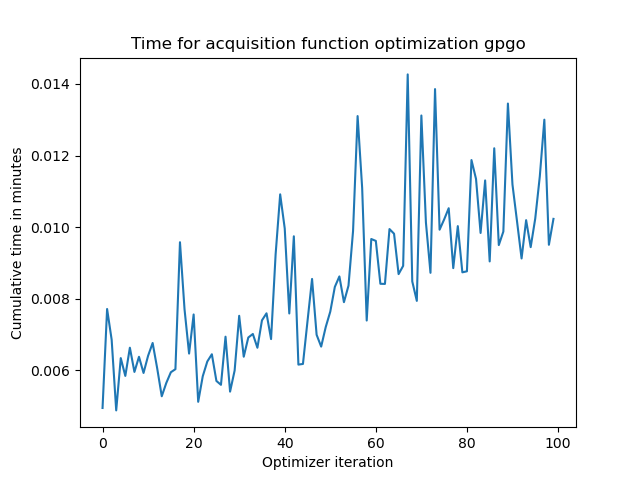 Time for acquisition function optimization gpgo
0.014
0.012
0.010
0.008
0.006
Cumulative time in minutes
0 20 40 60 80 100
Optimizer iteration